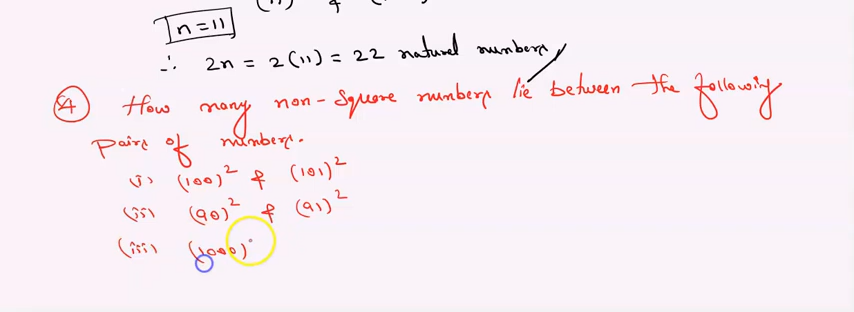 n = 11
∴ 2n = 2(11) = 22 natural numbers
4 How many non-square numbers lie between the following
pairs of numbers.
(i) (100)² & (101)²
(ii) (90)² & (91)²
(iii) (1000)